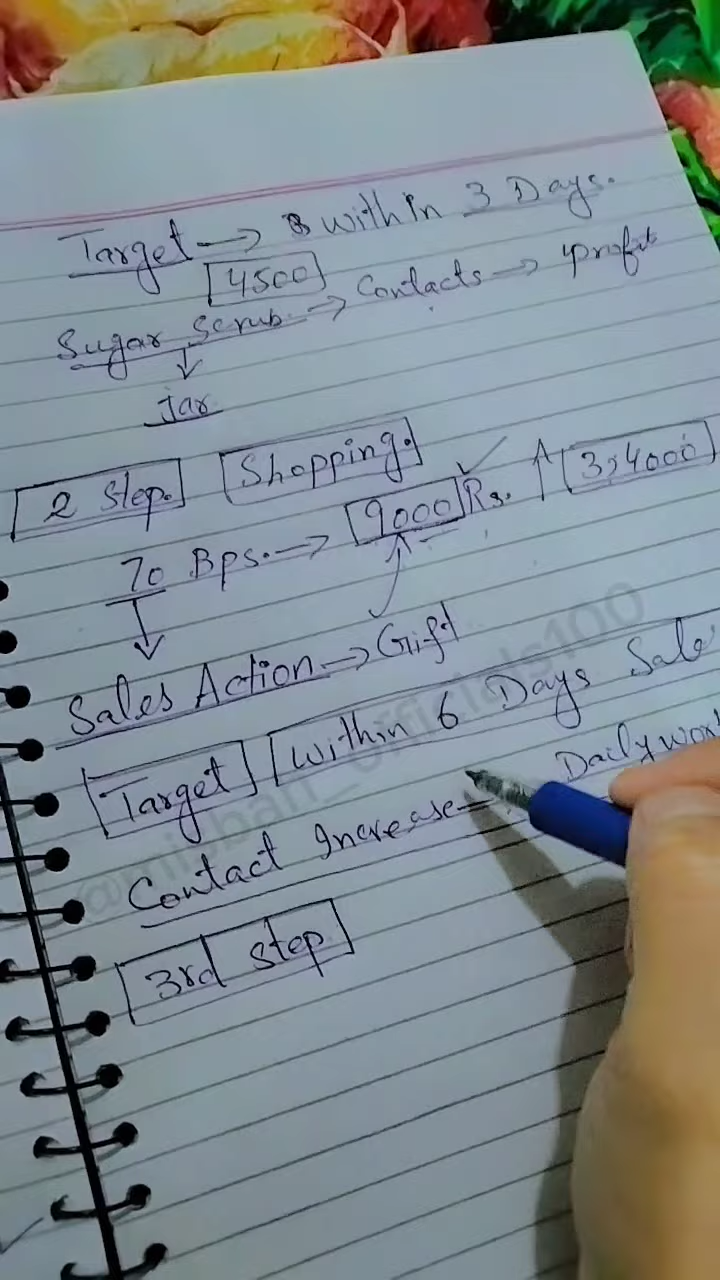 Target → within 3 Days.
4500
Sugar Scrub → Contacts → profit
↓
Jar
2 Step. Shopping.
70 Bps. → 9000 Rs. ↑ 3,4000
↓
Sales Action → Gift
Target within 6 Days Sale
Daily work
Contact Increase
3rd step
@misbah_officials100